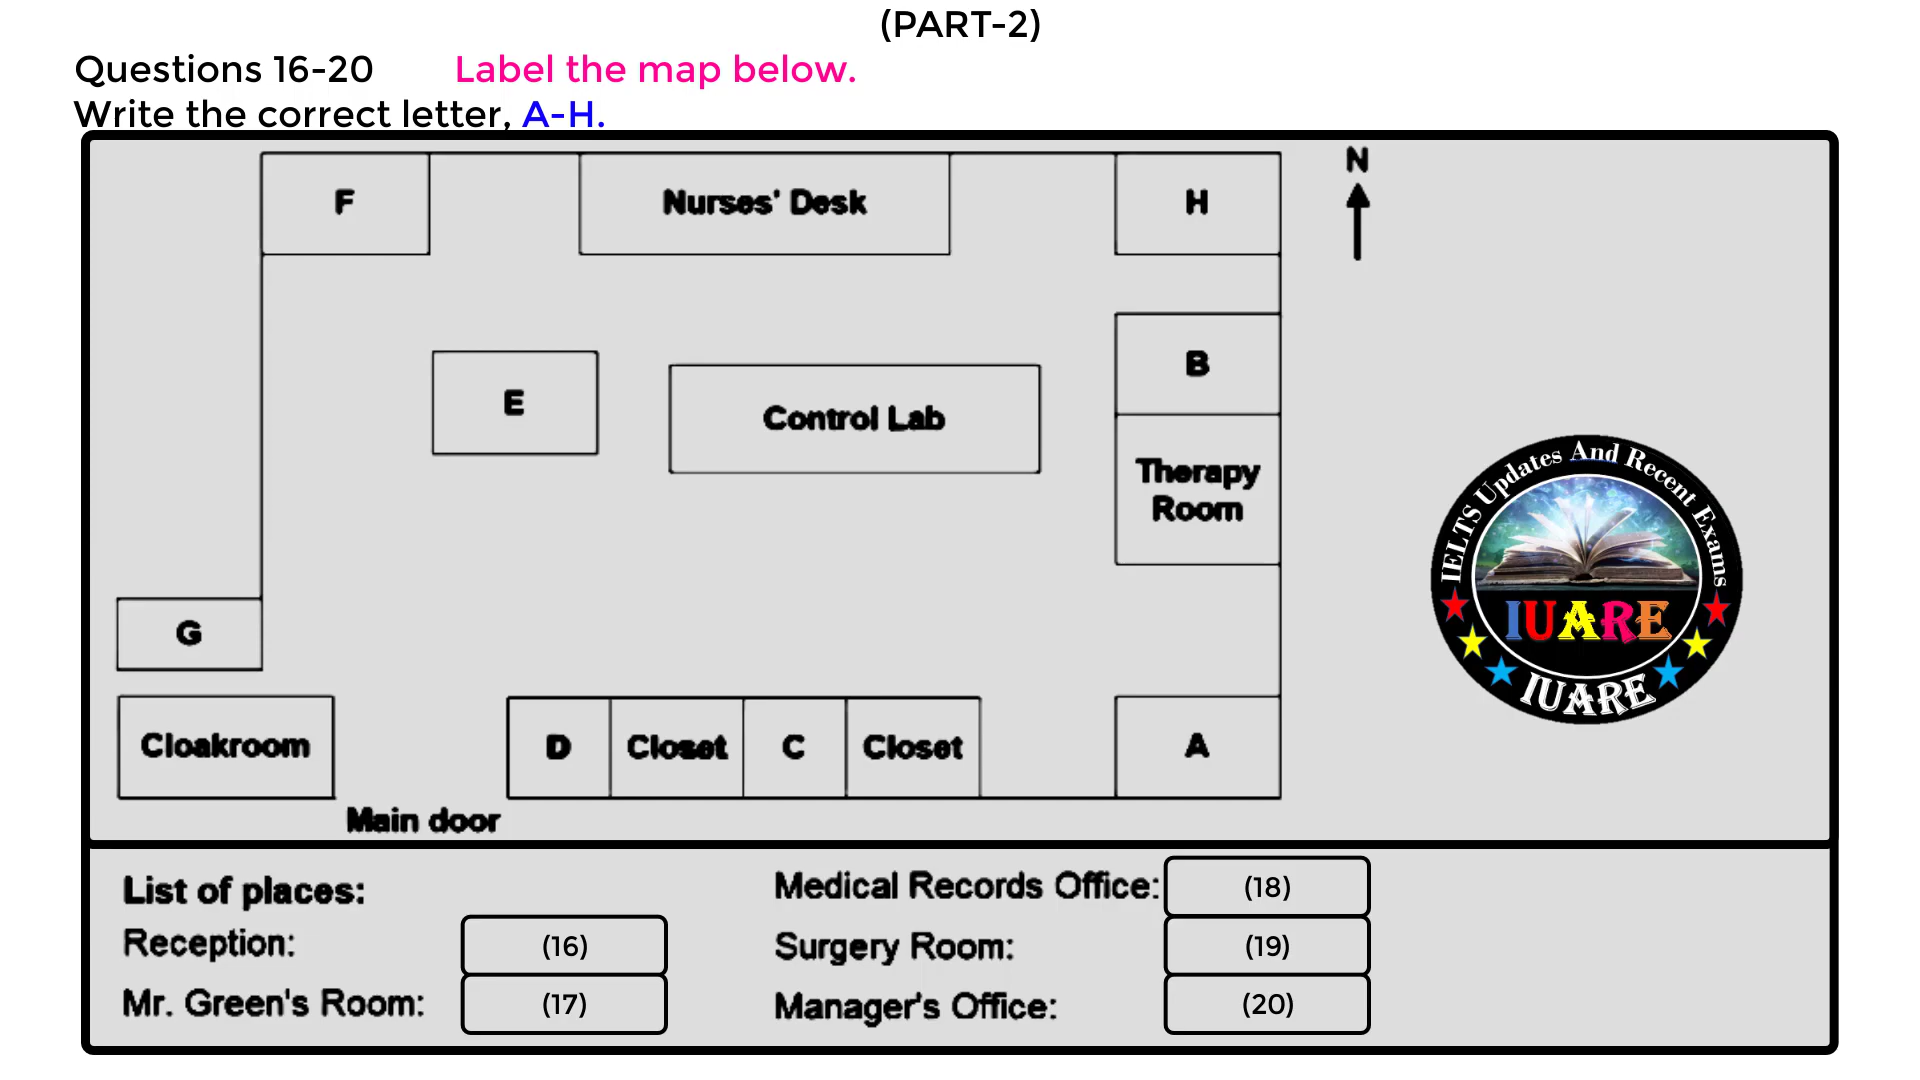 (PART-2)
Questions 16-20 Label the map below.
Write the correct letter, A-H.
N
F
Nurses' Desk
H
B
E
Control Lab
Therapy
Room
G
Cloakroom
D
Closet
C
Closet
A
Main door
IELTS Updates And Recent Exams
IUARE
IUARE
List of places:
Reception: (16)
Mr. Green's Room: (17)
Medical Records Office: (18)
Surgery Room: (19)
Manager's Office: (20)